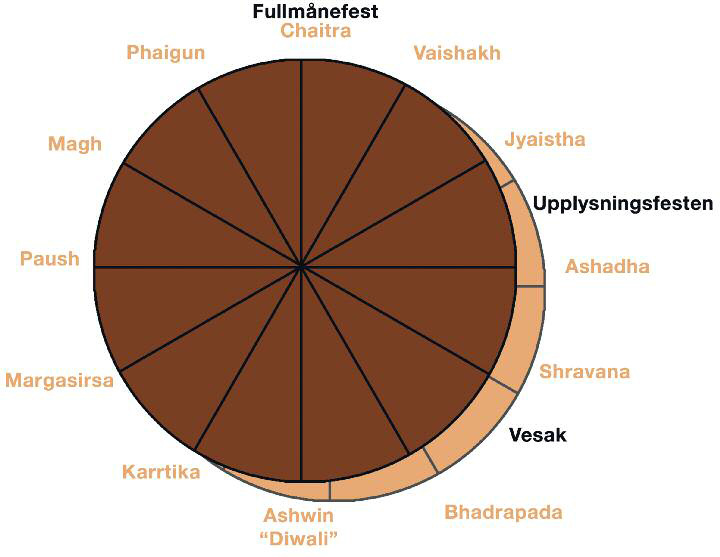 Fullmånefest
Chaitra
Vaishakh
Jyaistha
Upplysningsfesten
Ashadha
Shravana
Vesak
Bhadrapada
Ashwin
“Diwali”
Karrtika
Margasirsa
Paush
Magh
Phaigun